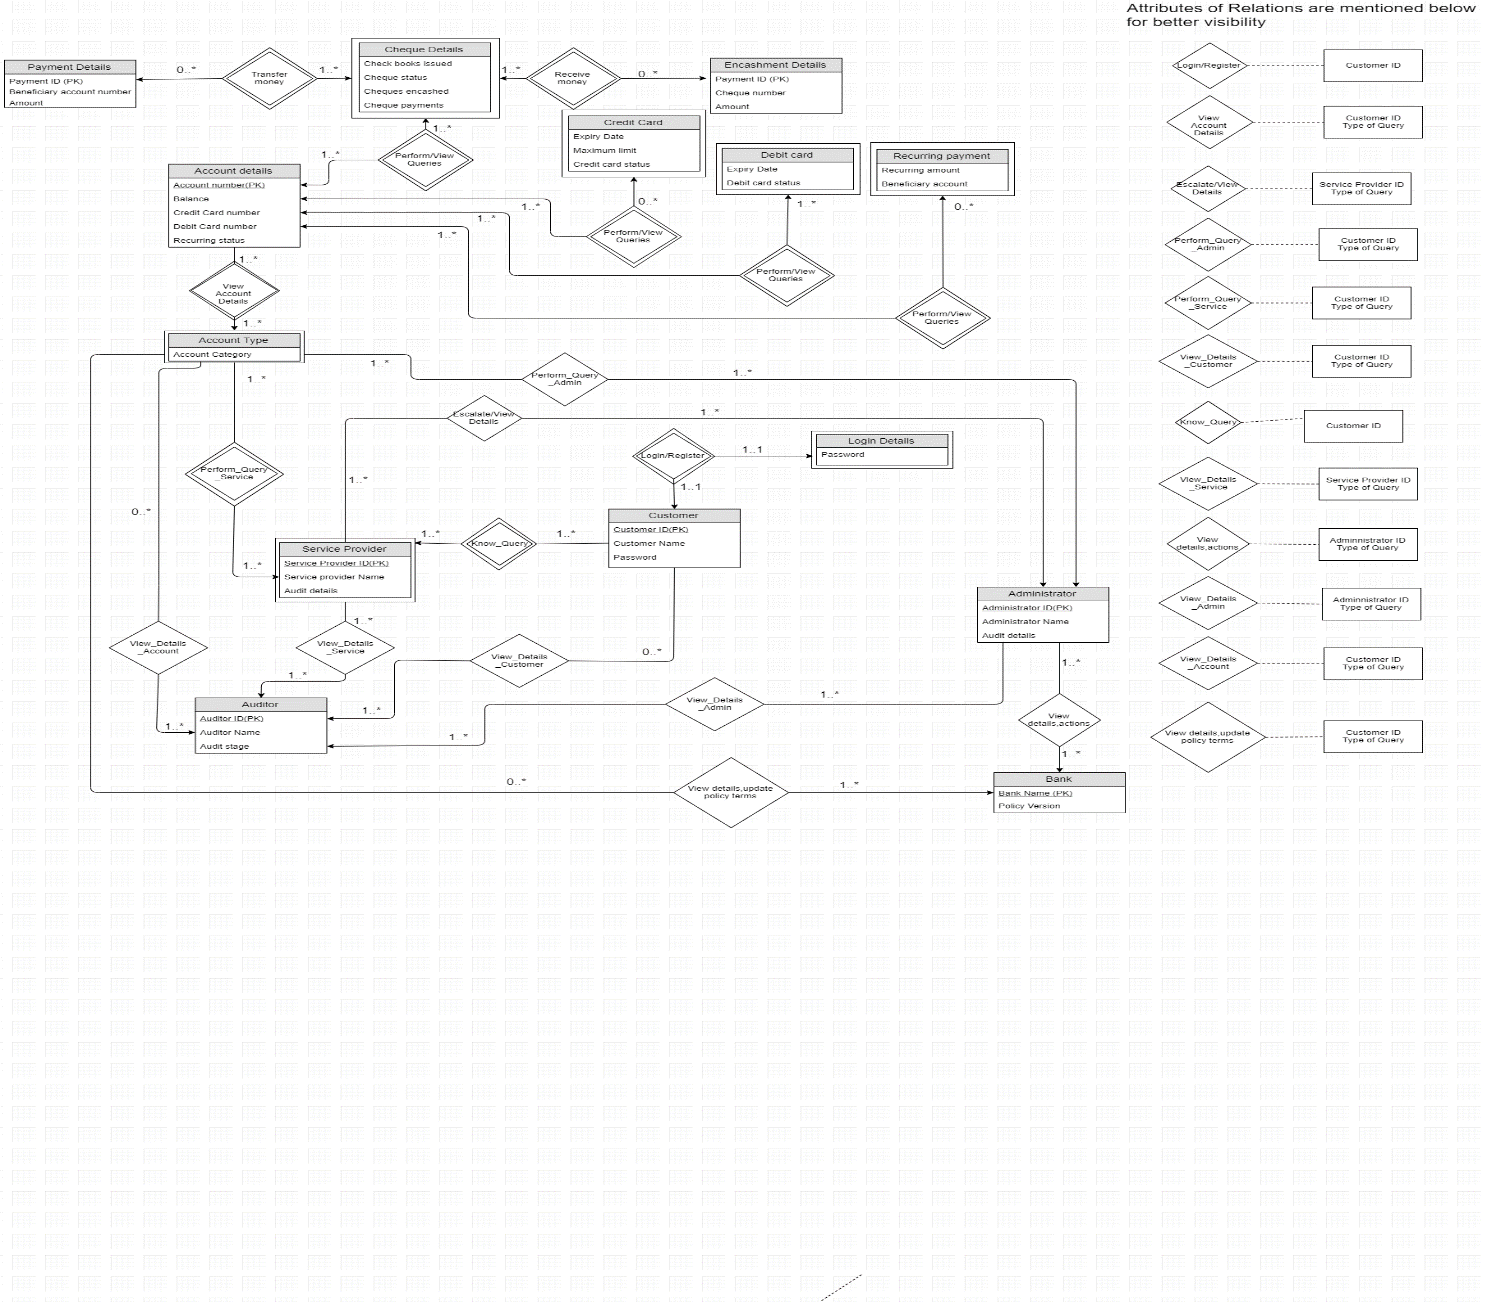 Attributes of Relations are mentioned below
for better visibility
Payment Details
Payment ID (PK)
Beneficiary account number
Amount
0..*
Transfer
money
1..*
Cheque Details
Check books issued
Cheque status
Cheques encashed
Cheque payments
1..*
Receive
money
0..*
Encashment Details
Payment ID (PK)
Cheque number
Amount
1..*
Perform/View
Queries
1..*
Credit Card
Expiry Date
Maximum limit
Credit card status
Debit card
Expiry Date
Debit card status
Recurring payment
Recurring amount
Beneficiary account
Account details
Account number(PK)
Balance
Credit Card number
Debit Card number
Recurring status
1..*
0..*
1..*
1..*
0..*
1..*
Perform/View
Queries
Perform/View
Queries
Perform/View
Queries
1..*
View
Account
Details
1..*
Account Type
Account Category
1..*
1..*
Perform_Query
_Admin
1..*
Escalate/View
Details
1..*
Login/Register
1..1
Login Details
Password
1..1
Perform_Query
_Service
1..*
0..*
Customer
Customer ID(PK)
Customer Name
Password
1..*
Know_Query
1..*
Service Provider
Service Provider ID(PK)
Service provider Name
Audit details
1..*
Administrator
Administrator ID(PK)
Administrator Name
Audit details
1..*
View_Details
_Account
View_Details
_Service
View_Details
_Customer
0..*
1..*
1..*
Auditor
Auditor ID(PK)
Auditor Name
Audit stage
1..*
1..*
View_Details
_Admin
1..*
1..*
View
details,actions
1..*
1..*
0..*
View details,update
policy terms
1..*
Bank
Bank Name (PK)
Policy Version
Login/Register
Customer ID
View
Account
Details
Customer ID
Type of Query
Escalate/View
Details
Service Provider ID
Type of Query
Perform_Query
_Admin
Customer ID
Type of Query
Perform_Query
_Service
Customer ID
Type of Query
View_Details
_Customer
Customer ID
Type of Query
Know_Query
Customer ID
View_Details
_Service
Service Provider ID
Type of Query
View
details,actions
Adminnistrator ID
Type of Query
View_Details
_Admin
Adminnistrator ID
Type of Query
View_Details
_Account
Customer ID
Type of Query
View details,update
policy terms
Customer ID
Type of Query